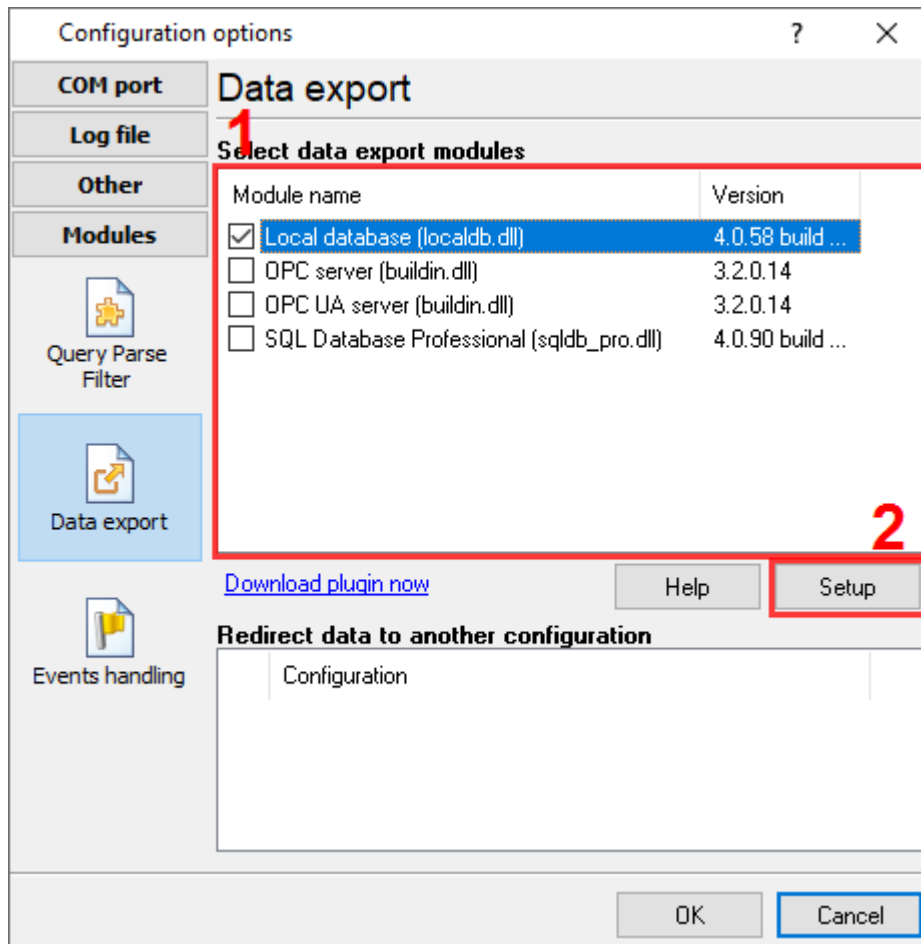 Configuration options
?
COM port
Log file
Other
Modules
Query Parse
Filter
Data export
Events handling
Data export
1
Select data export modules
Module name Version
Local database (localdb.dll) 4.0.58 build ...
OPC server (buildin.dll) 3.2.0.14
OPC UA server (buildin.dll) 3.2.0.14
SQL Database Professional (sqldb_pro.dll) 4.0.90 build ...
2
Download plugin now Help Setup
Redirect data to another configuration
Configuration
OK Cancel